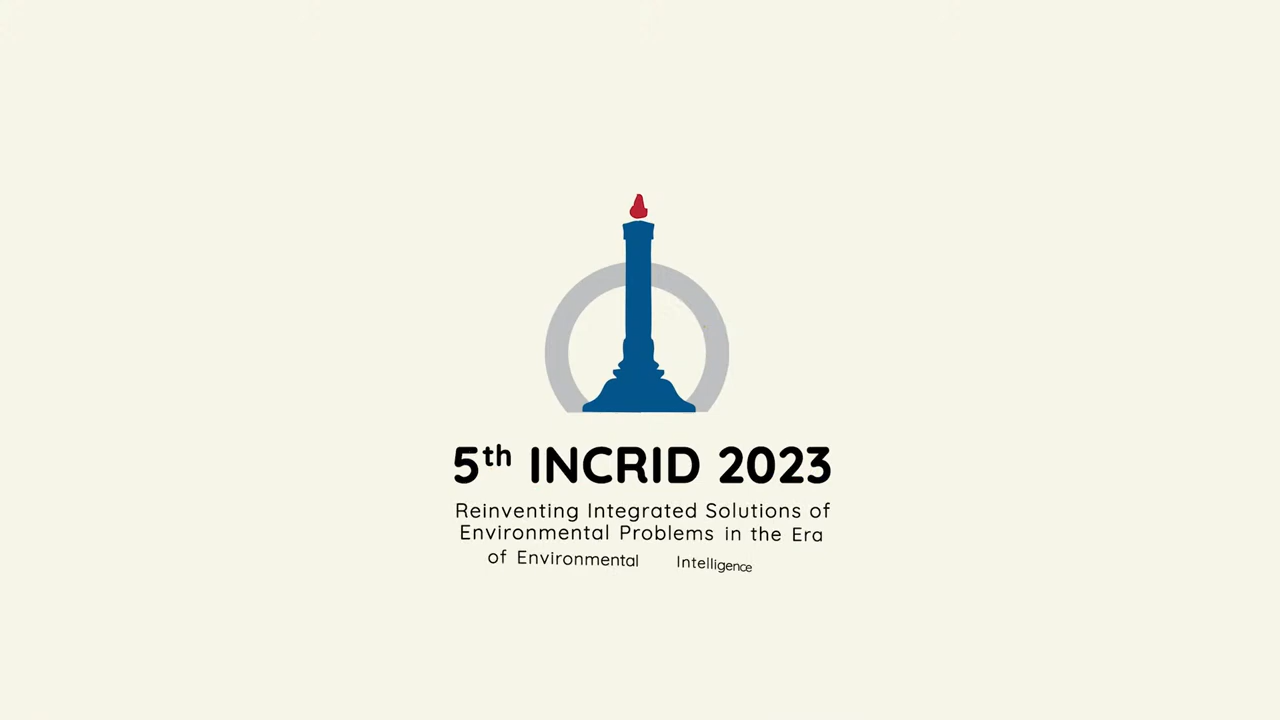 5th INCRID 2023
Reinventing Integrated Solutions of
Environmental Problems in the Era
of Environmental Intelligence